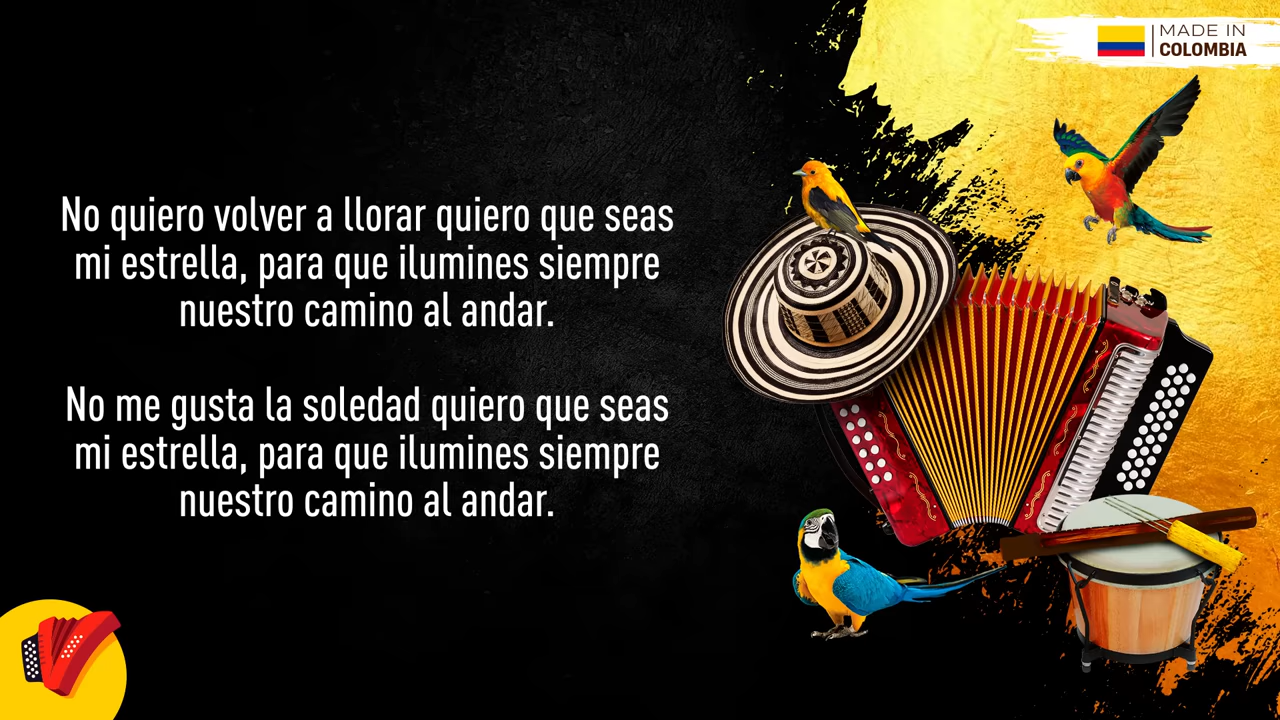 MADE IN
COLOMBIA
No quiero volver a llorar quiero que seas
mi estrella, para que ilumines siempre
nuestro camino al andar.
No me gusta la soledad quiero que seas
mi estrella, para que ilumines siempre
nuestro camino al andar.